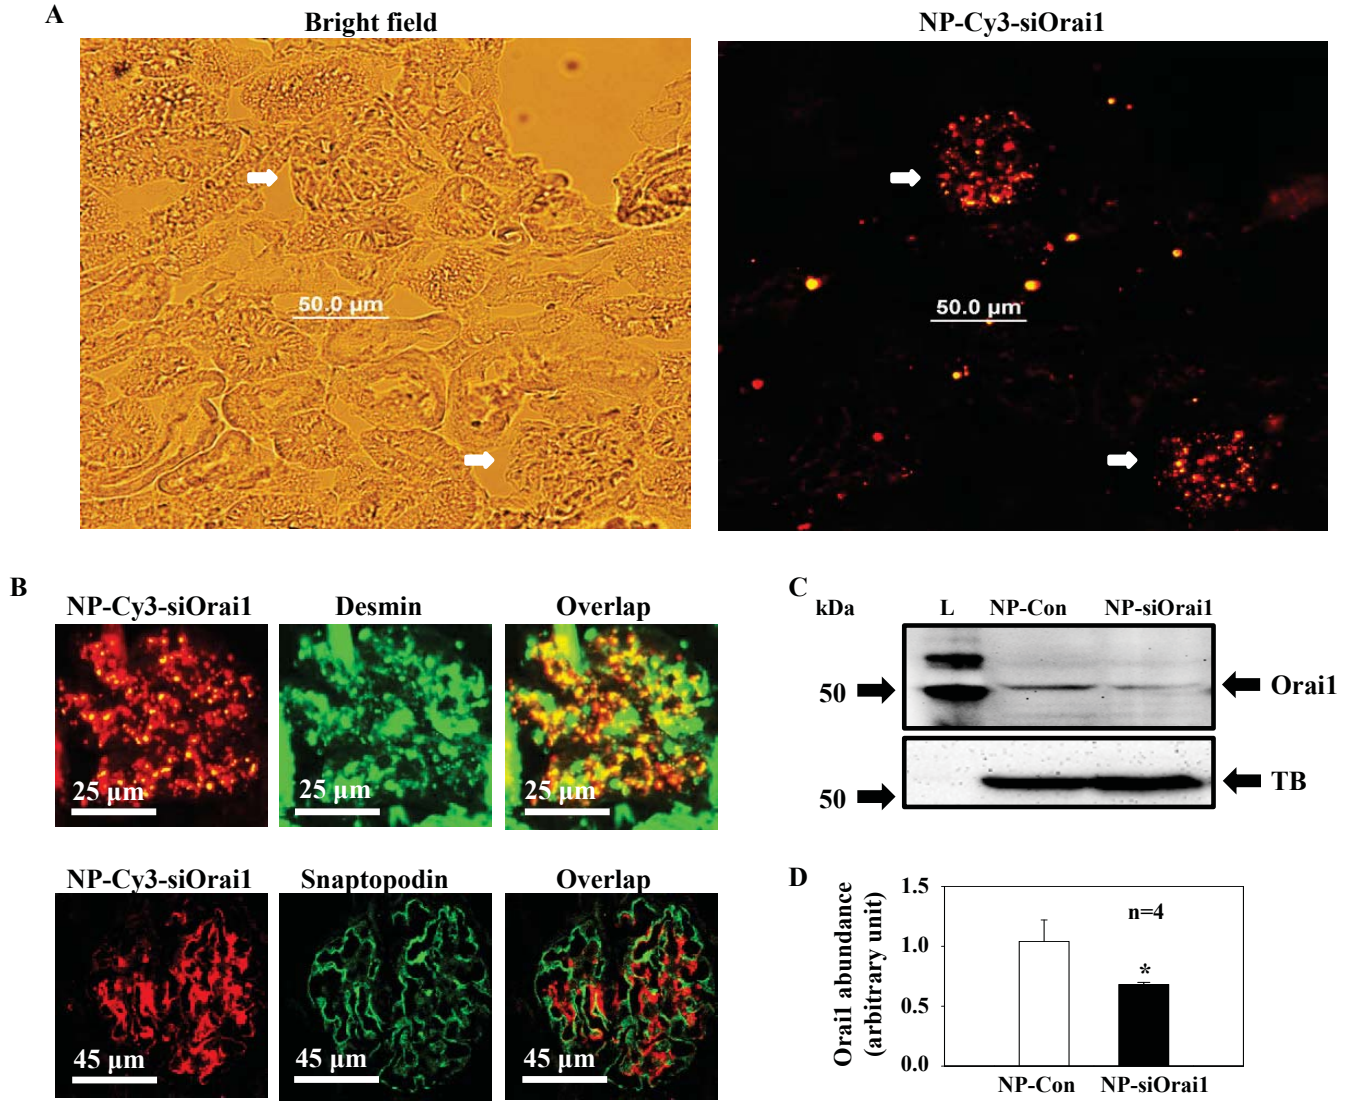 A
Bright field
NP-Cy3-siOrai1
50.0 µm
50.0 µm
B
NP-Cy3-siOrai1
Desmin
Overlap
25 µm
25 µm
25 µm
NP-Cy3-siOrai1
Snaptopodin
Overlap
45 µm
45 µm
45 µm
C
kDa
L
NP-Con
NP-siOrai1
50
Orai1
50
TB
D
Orai1 abundance
(arbitrary unit)
1.5
1.0
0.5
0.0
n=4
*
NP-Con
NP-siOrai1